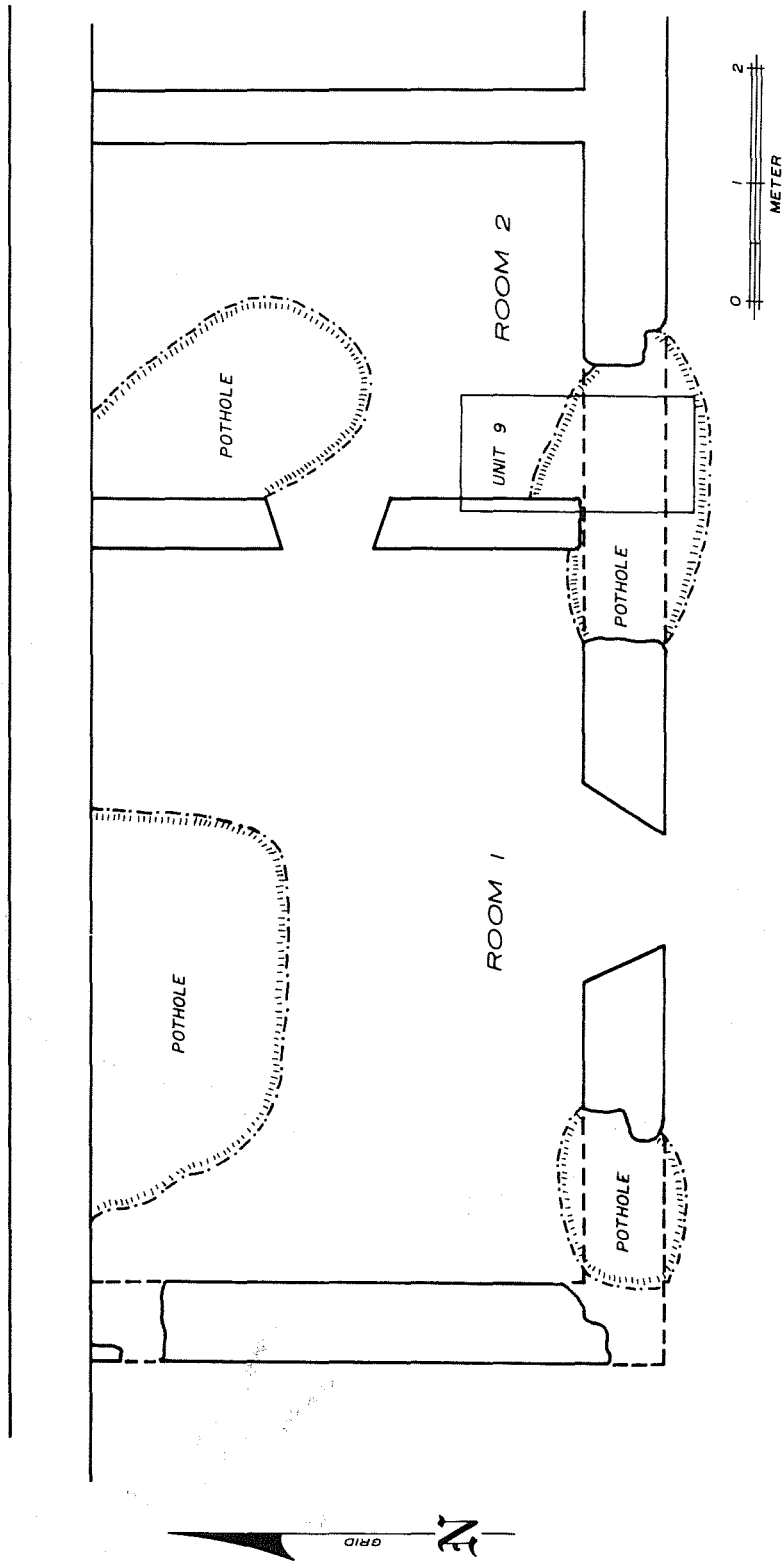 POTHOLE
POTHOLE
ROOM 1
POTHOLE
ROOM 2
UNIT 9
POTHOLE
GRID
N
0 1 2
METER